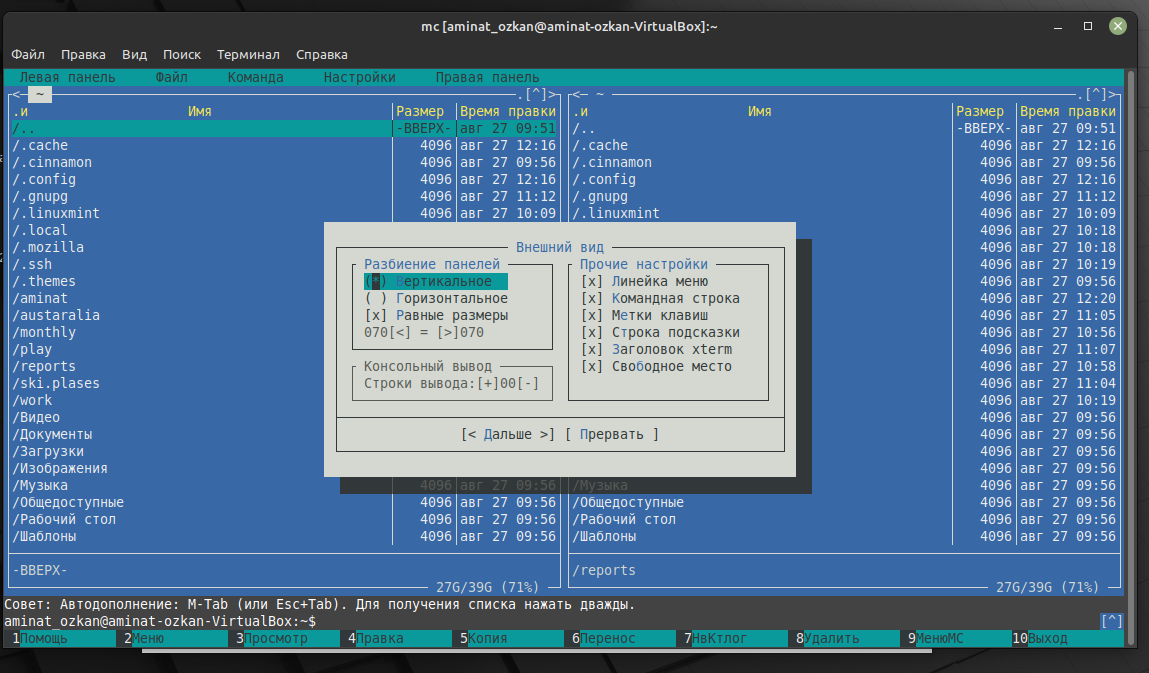 mc [aminat_ozkan@aminat-ozkan-VirtualBox]:~
Файл Правка Вид Поиск Терминал Справка
Левая панель Файл Команда Настройки Правая панель
<─ ~ .[^]> <─ ~ .[^]>
.и Имя Размер Время правки .и Имя Размер Время правки
/.. -ВВЕРХ- авг 27 09:51 /.. -ВВЕРХ- авг 27 09:51
/.cache 4096 авг 27 12:16 /.cache 4096 авг 27 12:16
/.cinnamon 4096 авг 27 09:56 /.cinnamon 4096 авг 27 09:56
/.config 4096 авг 27 12:16 /.config 4096 авг 27 12:16
/.gnupg 4096 авг 27 11:12 /.gnupg 4096 авг 27 11:12
/.linuxmint 4096 авг 27 10:09 /.linuxmint 4096 авг 27 10:09
/.local 4096 авг 27 10:18
/.mozilla Внешний вид 4096 авг 27 10:18
/.ssh Разбиение панелей Прочие настройки 4096 авг 27 10:19
/.themes (*) Вертикальное [x] Линейка меню 4096 авг 27 09:56
/aminat ( ) Горизонтальное [x] Командная строка 4096 авг 27 12:20
/austaralia [x] Равные размеры [x] Метки клавиш 4096 авг 27 11:05
/monthly 070[<] = [>]070 [x] Строка подсказки 4096 авг 27 10:56
/play [x] Заголовок xterm 4096 авг 27 11:07
/reports Консольный вывод [x] Свободное место 4096 авг 27 10:58
/ski.plases Строки вывода:[+]00[-] 4096 авг 27 11:04
/work 4096 авг 27 10:19
/Видео 4096 авг 27 09:56
/Документы [< Дальше >] [ Прервать ] 4096 авг 27 09:56
/Загрузки 4096 авг 27 09:56
/Изображения 4096 авг 27 09:56
/Музыка 4096 авг 27 09:56 /Музыка 4096 авг 27 09:56
/Общедоступные 4096 авг 27 09:56 /Общедоступные 4096 авг 27 09:56
/Рабочий стол 4096 авг 27 09:56 /Рабочий стол 4096 авг 27 09:56
/Шаблоны 4096 авг 27 09:56 /Шаблоны 4096 авг 27 09:56
-ВВЕРХ- /reports
27G/39G (71%) 27G/39G (71%)
Совет: Автодополнение: M-Tab (или Esc+Tab). Для получения списка нажать дважды.
aminat_ozkan@aminat-ozkan-VirtualBox:~$ [^]
1Помощь 2Меню 3Просмотр 4Правка 5Копия 6Перенос 7НвКтлог 8Удалить 9МенюМС 10Выход